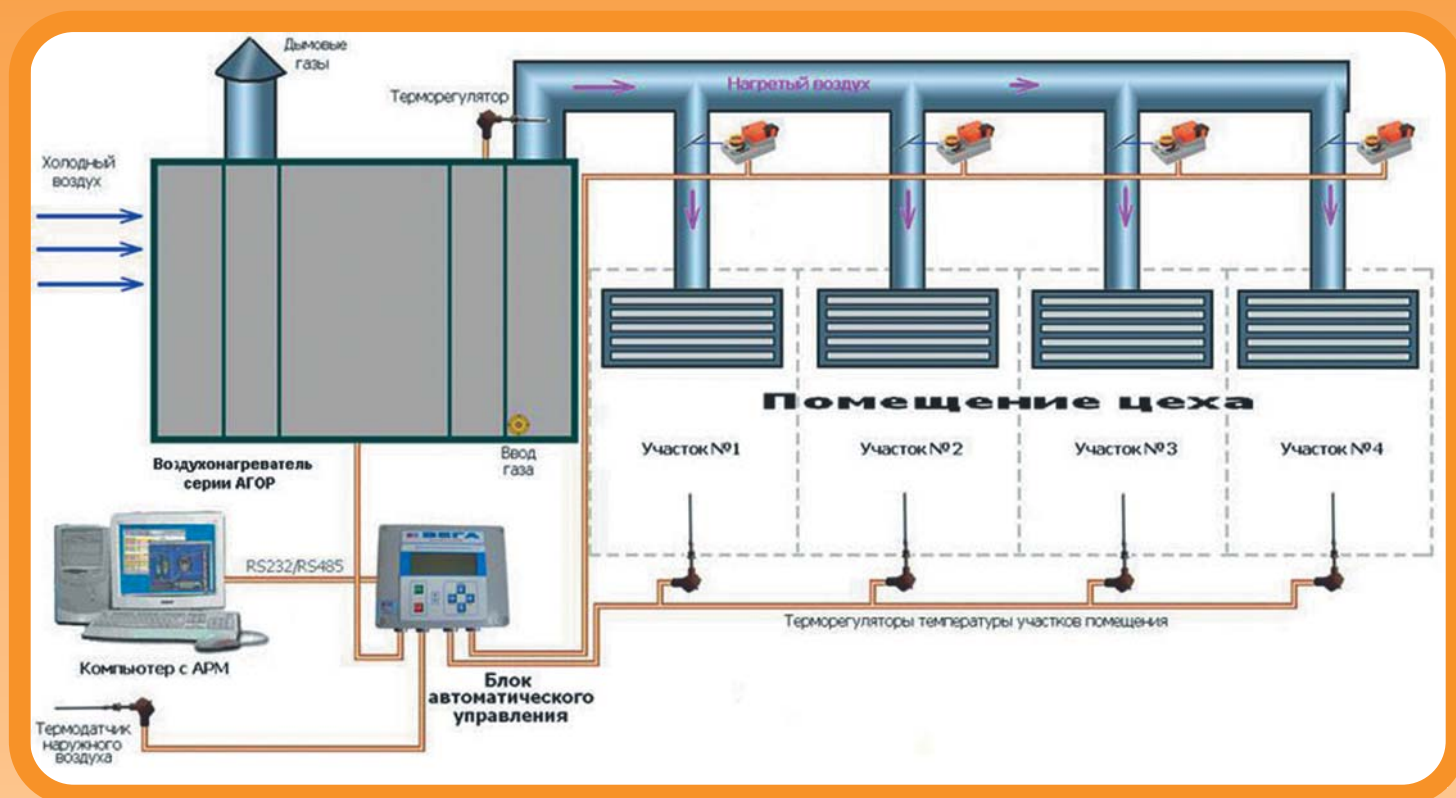 Дымовые
газы
Терморегулятор
Нагретый воздух
Холодный
воздух
Помещение цеха
Участок №1
Участок №2
Участок №3
Участок №4
Воздухонагреватель
серии АГОР
Ввод
газа
ВЕГА
RS232/RS485
Терморегуляторы температуры участков помещения
Компьютер с АРМ
Блок
автоматического
управления
Термодатчик
наружного
воздуха